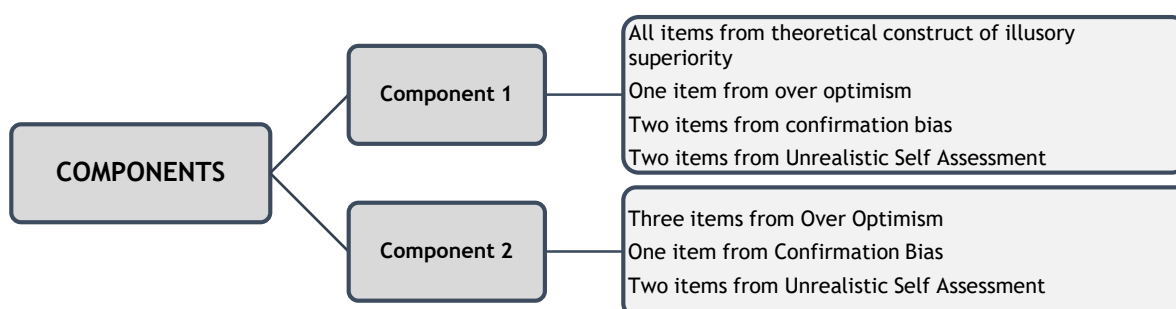 All items from theoretical construct of illusory
superiority
Component 1
One item from over optimism
Two items from confirmation bias
Two items from Unrealistic Self Assessment
COMPONENTS
Three items from Over Optimism
Component 2
One item from Confirmation Bias
Two items from Unrealistic Self Assessment